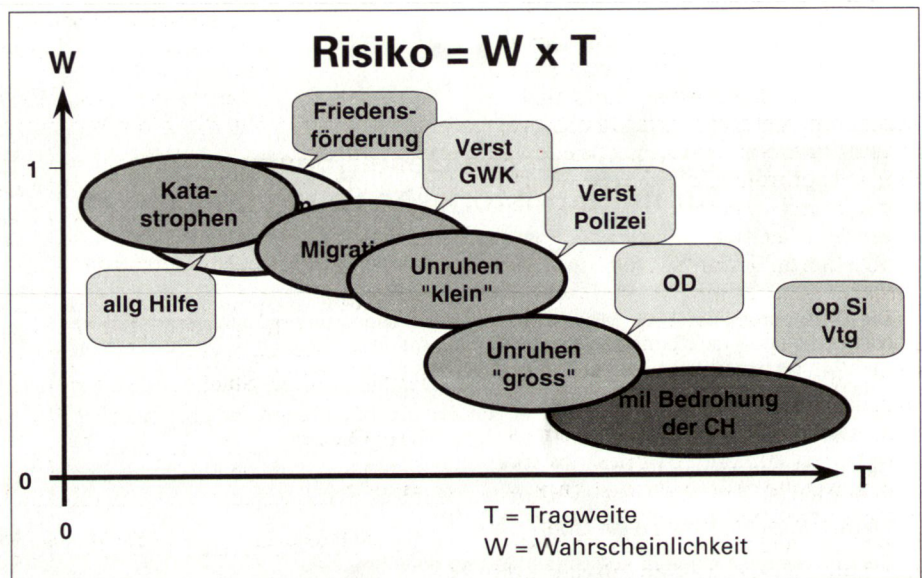 Risiko = W x T
W
Friedens-
förderung
1
Verst
GWK
Kata-
strophen
Verst
Polizei
Migrati
Unruhen
"klein"
allg Hilfe
OD
op Si
Vtg
Unruhen
"gross"
mil Bedrohung
der CH
0
T
0
T = Tragweite
W = Wahrscheinlichkeit